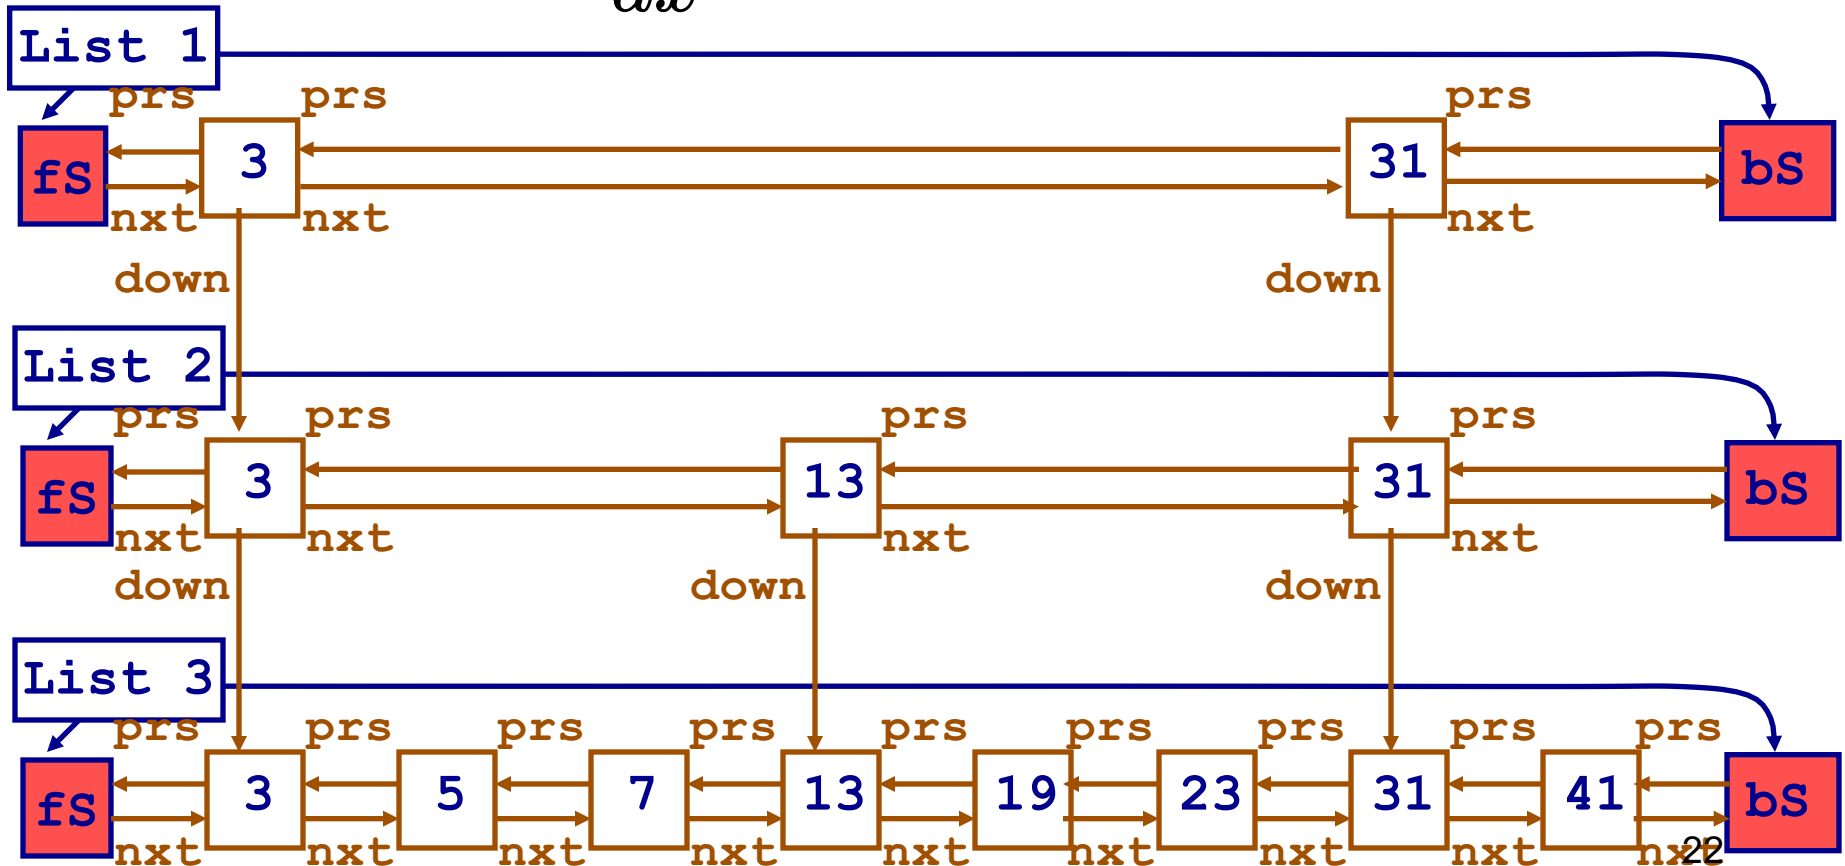 List 1
prs prs prs
fS 3 31 bS
nxt nxt nxt
down down
List 2
prs prs prs prs
fS 3 13 31 bS
nxt nxt nxt nxt
down down down
List 3
prs prs prs prs prs prs prs prs prs
fS 3 5 7 13 19 23 31 41 bS
nxt nxt nxt nxt nxt nxt nxt nxt
22